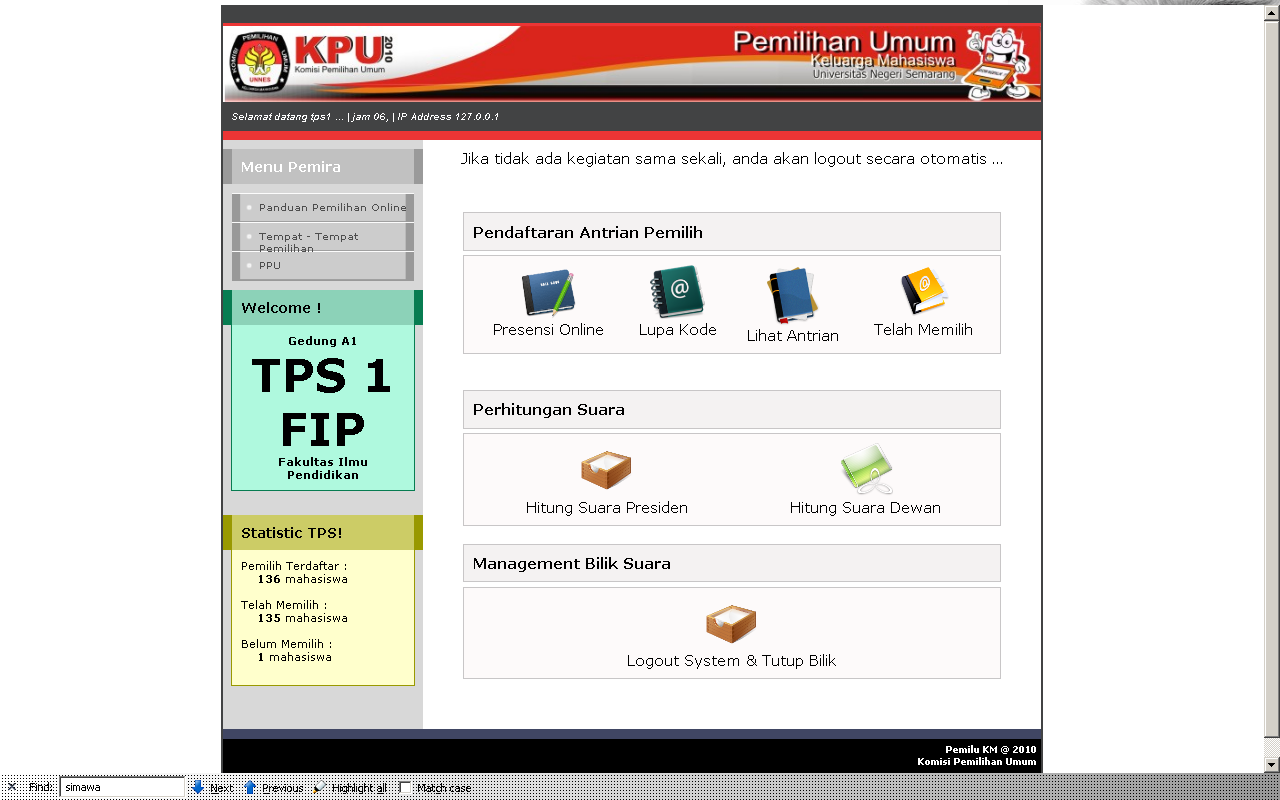 KPU 2010
Komisi Pemilihan Umum
KOMISI PEMILIHAN UMUM
UNNES
Pemilihan Umum
Keluarga Mahasiswa
Universitas Negeri Semarang
Selamat datang tps1 ... | jam 06, | IP Address 127.0.0.1
Menu Pemira
Panduan Pemilihan Online
Tempat - Tempat
Pemilihan
PPU
Welcome !
Gedung A1
TPS 1
FIP
Fakultas Ilmu
Pendidikan
Statistic TPS!
Pemilih Terdaftar :
136 mahasiswa
Telah Memilih :
135 mahasiswa
Belum Memilih :
1 mahasiswa
Jika tidak ada kegiatan sama sekali, anda akan logout secara otomatis ...
Pendaftaran Antrian Pemilih
Presensi Online
Lupa Kode
Lihat Antrian
Telah Memilih
Perhitungan Suara
Hitung Suara Presiden
Hitung Suara Dewan
Management Bilik Suara
Logout System & Tutup Bilik
Pemilu KM @ 2010
Komisi Pemilihan Umum
Find: simawa Next Previous Highlight all Match case